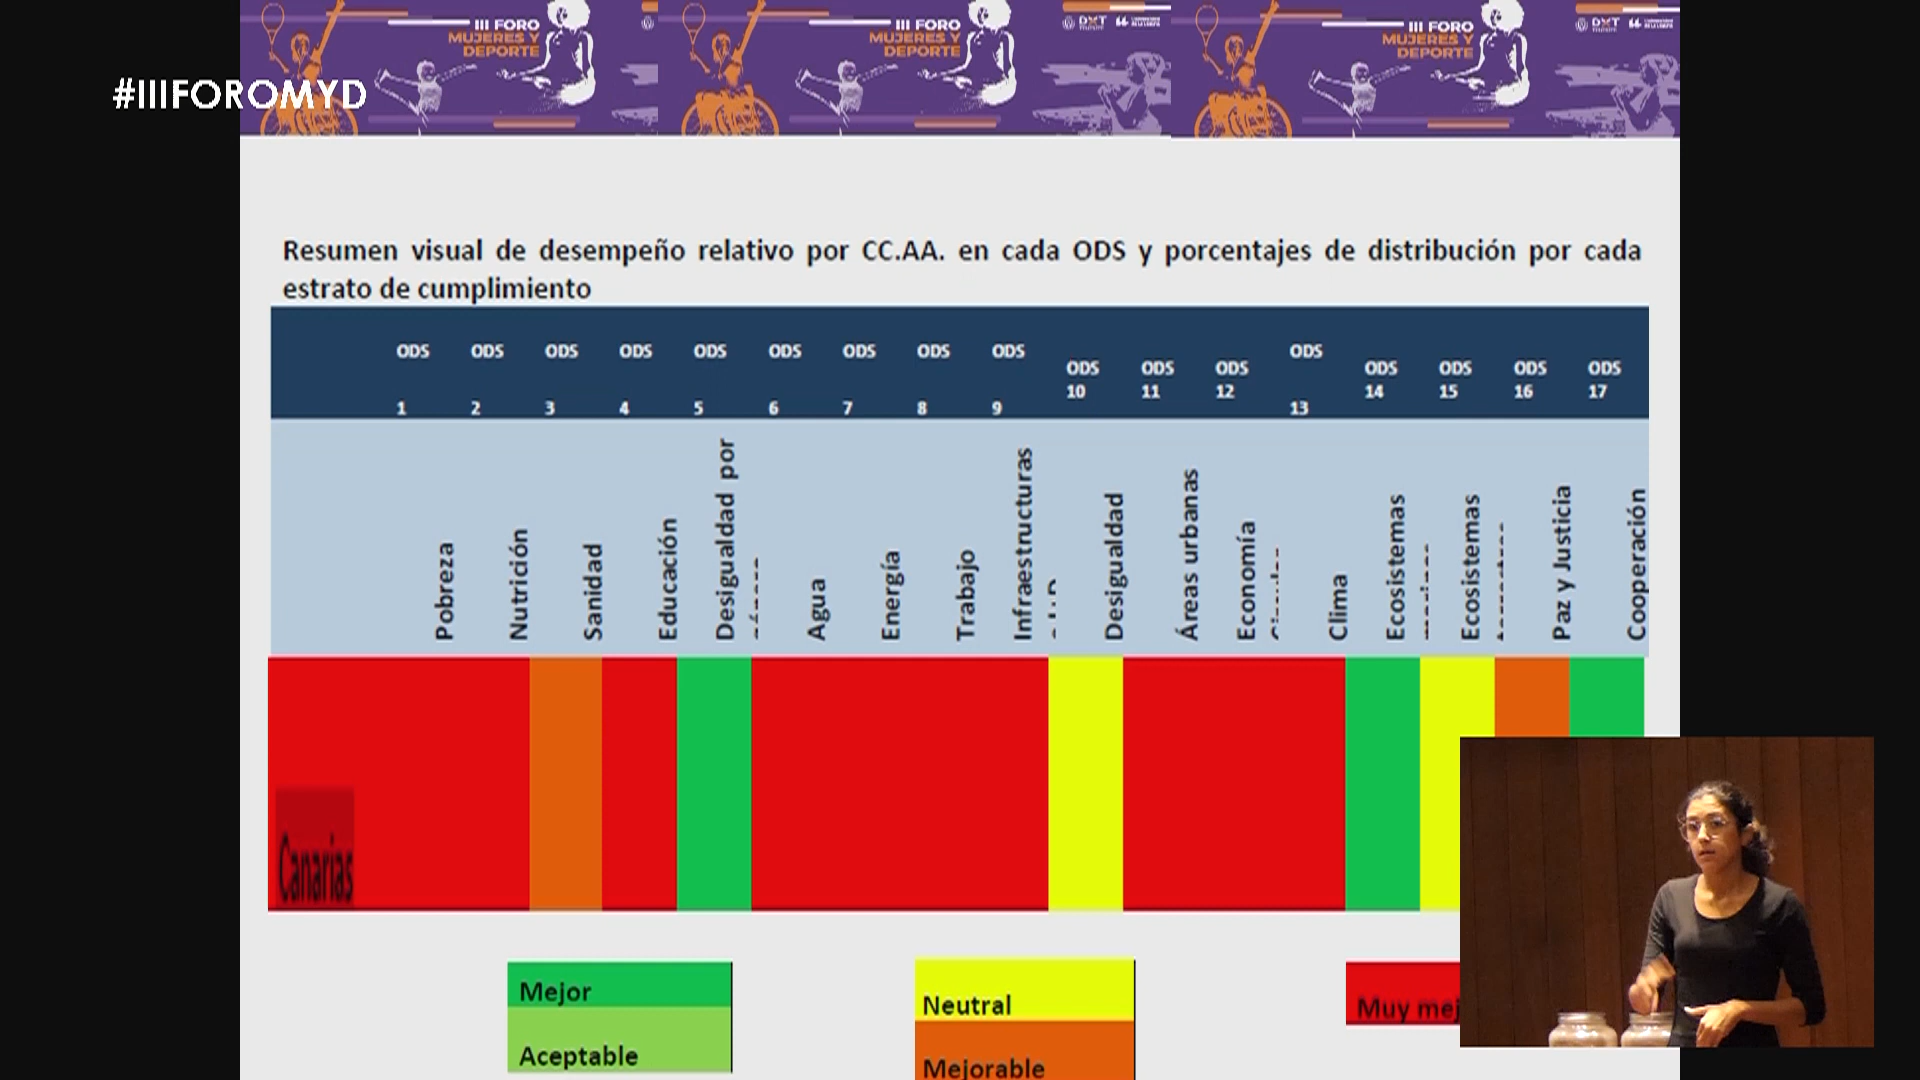 #IIIFOROMYD
III FORO
MUJERES Y
DEPORTE
III FORO
MUJERES Y
DEPORTE
DXT
III FORO
MUJERES Y
DEPORTE
DXT
Resumen visual de desempeño relativo por CC.AA. en cada ODS y porcentajes de distribución por cada
estrato de cumplimiento
ODS 1
ODS 2
ODS 3
ODS 4
ODS 5
ODS 6
ODS 7
ODS 8
ODS 9
ODS 10
ODS 11
ODS 12
ODS 13
ODS 14
ODS 15
ODS 16
ODS 17
Pobreza
Nutrición
Sanidad
Educación
Desigualdad por
Agua
Energía
Trabajo
Infraestructuras
Desigualdad
Áreas urbanas
Economía
Clima
Ecosistemas
Ecosistemas
Paz y Justicia
Cooperación
Canarias
Mejor
Aceptable
Neutral
Mejorable
Muy mej